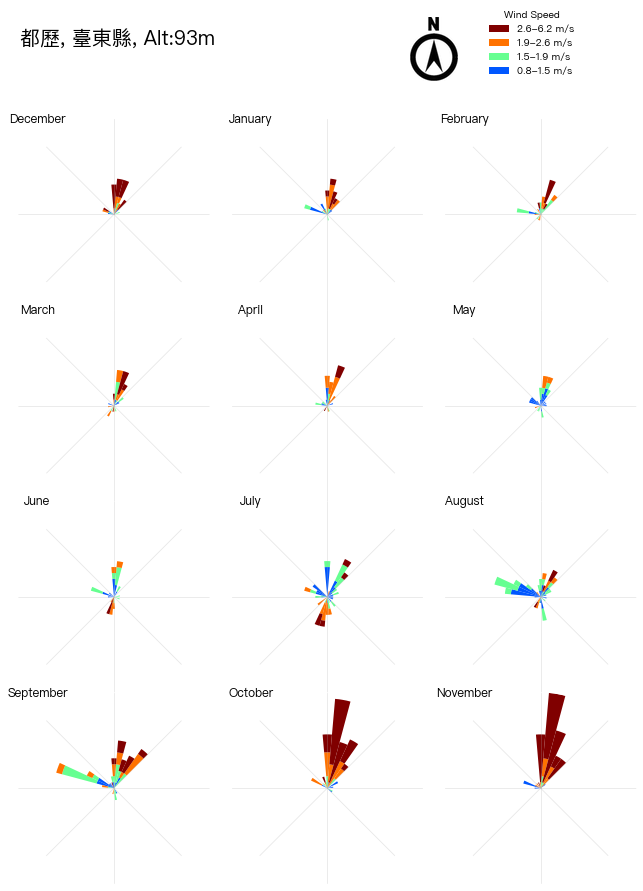 都歷, 臺東縣, Alt:93m
N
Wind Speed
2.6–6.2 m/s
1.9–2.6 m/s
1.5–1.9 m/s
0.8–1.5 m/s
December
January
February
March
April
May
June
July
August
September
October
November